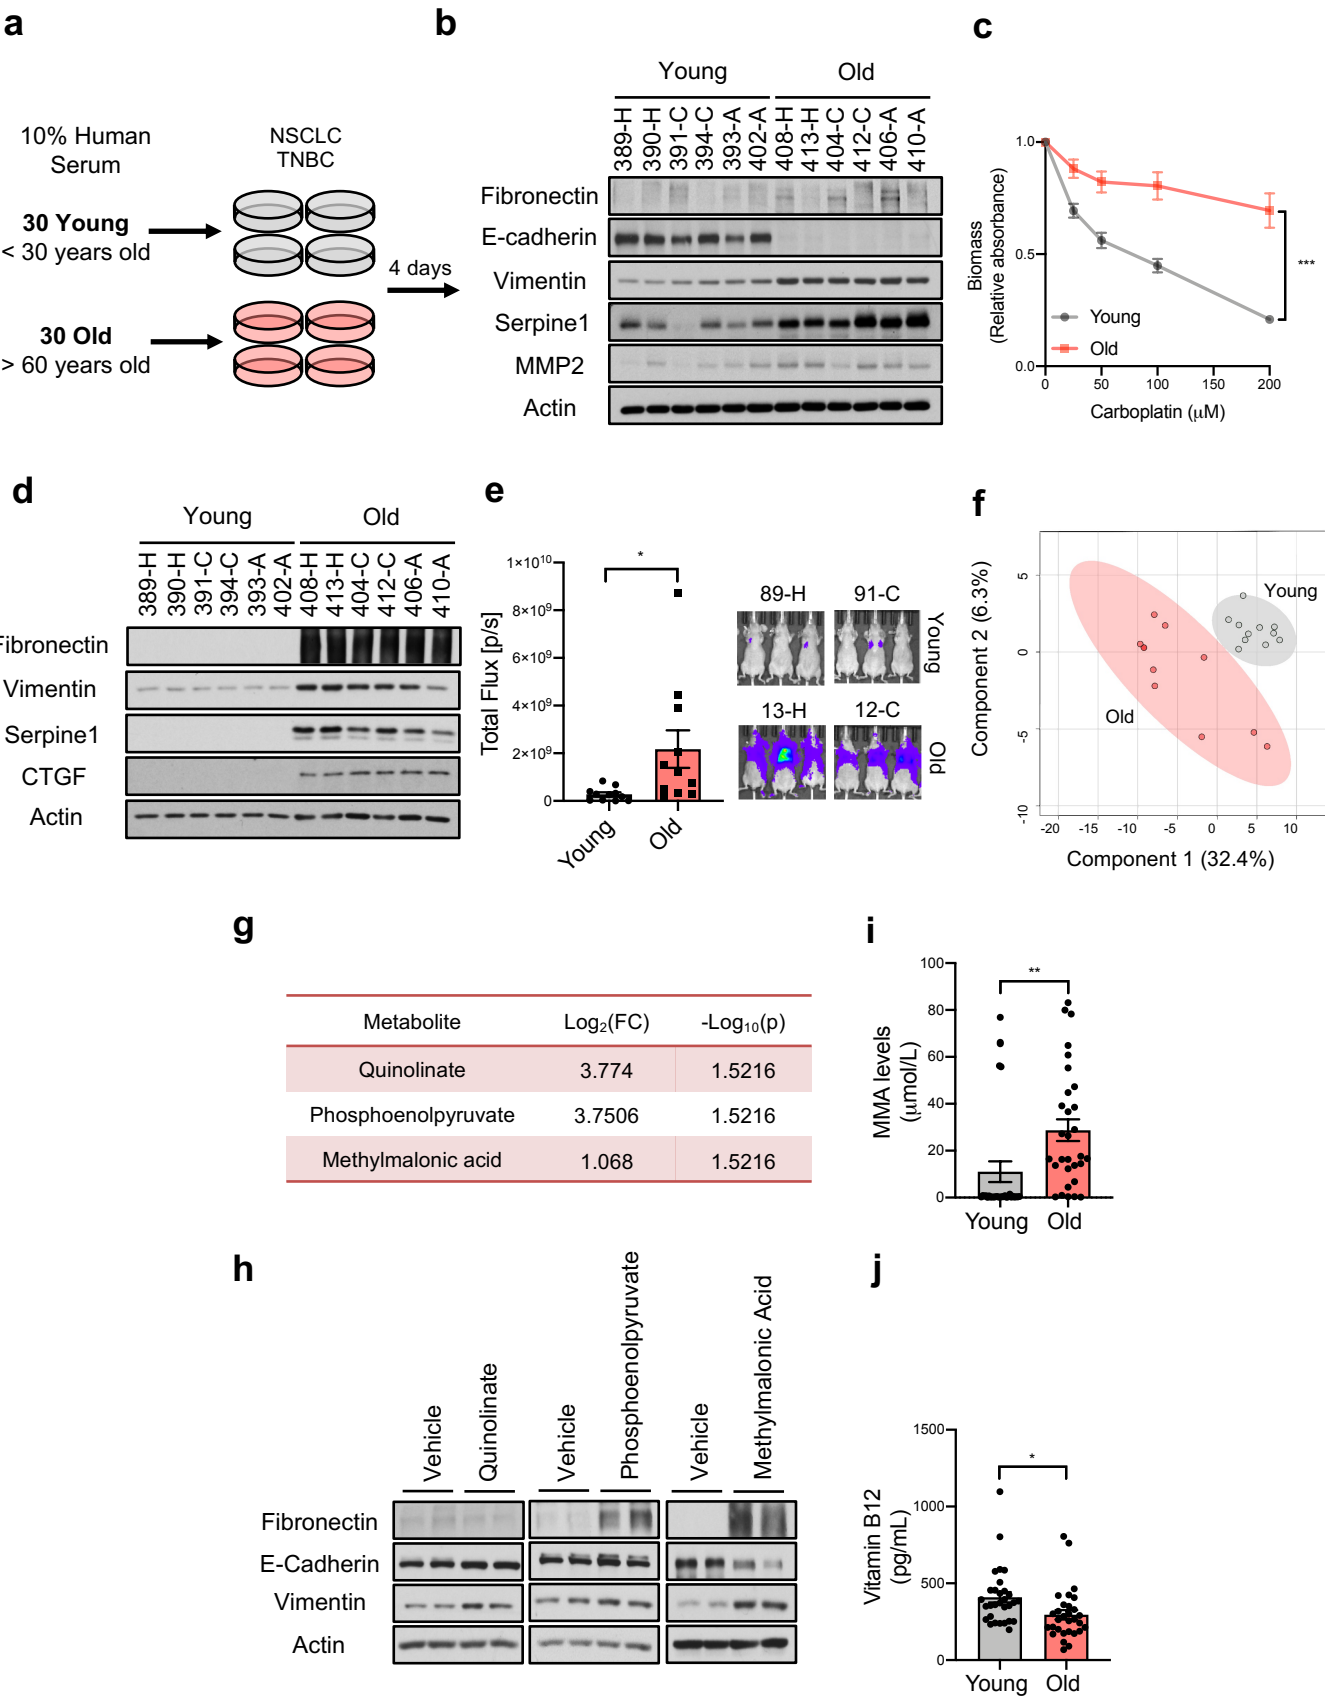 a
10% Human
Serum
NSCLC
TNBC
30 Young
< 30 years old
4 days
30 Old
> 60 years old
b
Young
Old
389-H
390-H
391-C
394-C
393-A
402-A
408-H
413-H
404-C
412-C
406-A
410-A
Fibronectin
E-cadherin
Vimentin
Serpine1
MMP2
Actin
c
Biomass
(Relative absorbance)
1.0
0.5
0.0
0
50
100
150
200
Carboplatin (μM)
Young
Old
***
d
Young
Old
389-H
390-H
391-C
394-C
393-A
402-A
408-H
413-H
404-C
412-C
406-A
410-A
Fibronectin
Vimentin
Serpine1
CTGF
Actin
e
Total Flux [p/s]
1×10¹⁰
8×10⁹
6×10⁹
4×10⁹
2×10⁹
0
*
Young
Old
89-H
91-C
Young
13-H
12-C
Old
f
Component 2 (6.3%)
5
0
-5
-10
Young
Old
-20
-15
-10
-5
0
5
10
Component 1 (32.4%)
g
Metabolite Log₂(FC) -Log₁₀(p)
Quinolinate 3.774 1.5216
Phosphoenolpyruvate 3.7506 1.5216
Methylmalonic acid 1.068 1.5216
h
Vehicle
Quinolinate
Vehicle
Phosphoenolpyruvate
Vehicle
Methylmalonic Acid
Fibronectin
E-Cadherin
Vimentin
Actin
i
MMA levels
(μmol/L)
100
80
60
40
20
0
**
Young
Old
j
Vitamin B12
(pg/mL)
1500
1000
500
0
*
Young
Old